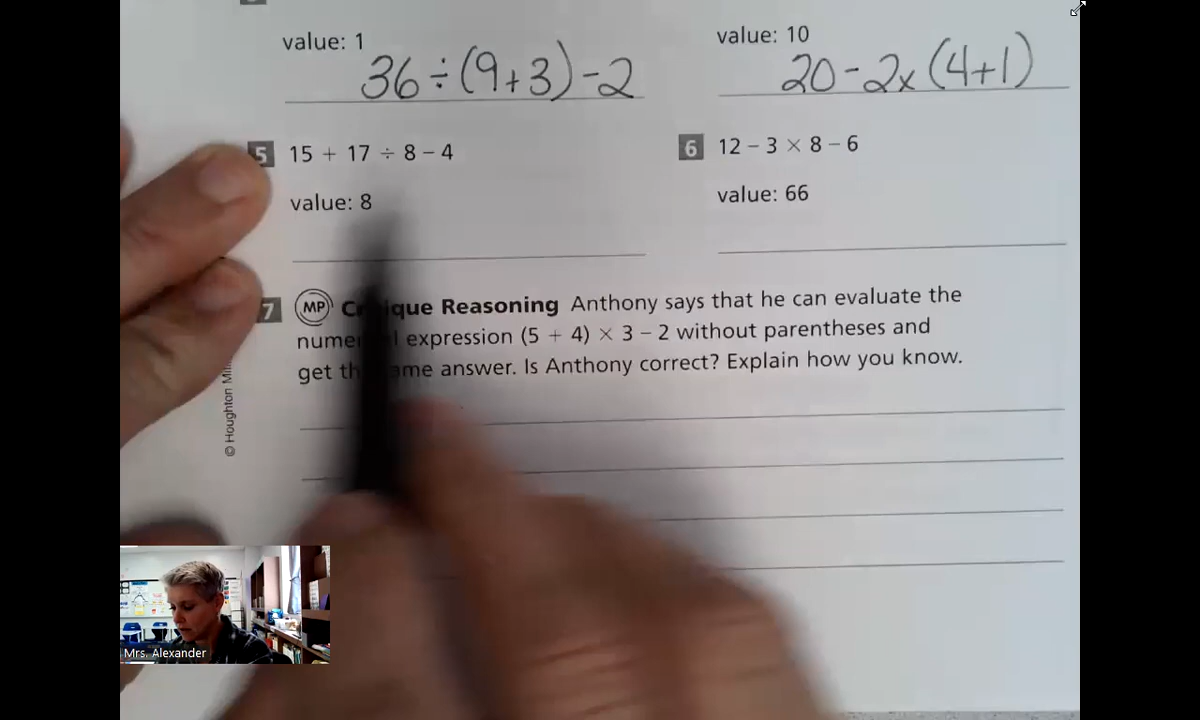 value: 1
36 ÷ (9+3) - 2
value: 10
20 - 2x (4+1)
5 15 + 17 ÷ 8 – 4
value: 8
6 12 – 3 × 8 – 6
value: 66
7 MP Reasoning Anthony says that he can evaluate the
expression (5 + 4) × 3 – 2 without parentheses and
get answer. Is Anthony correct? Explain how you know.
© Houghton
Mrs. Alexander